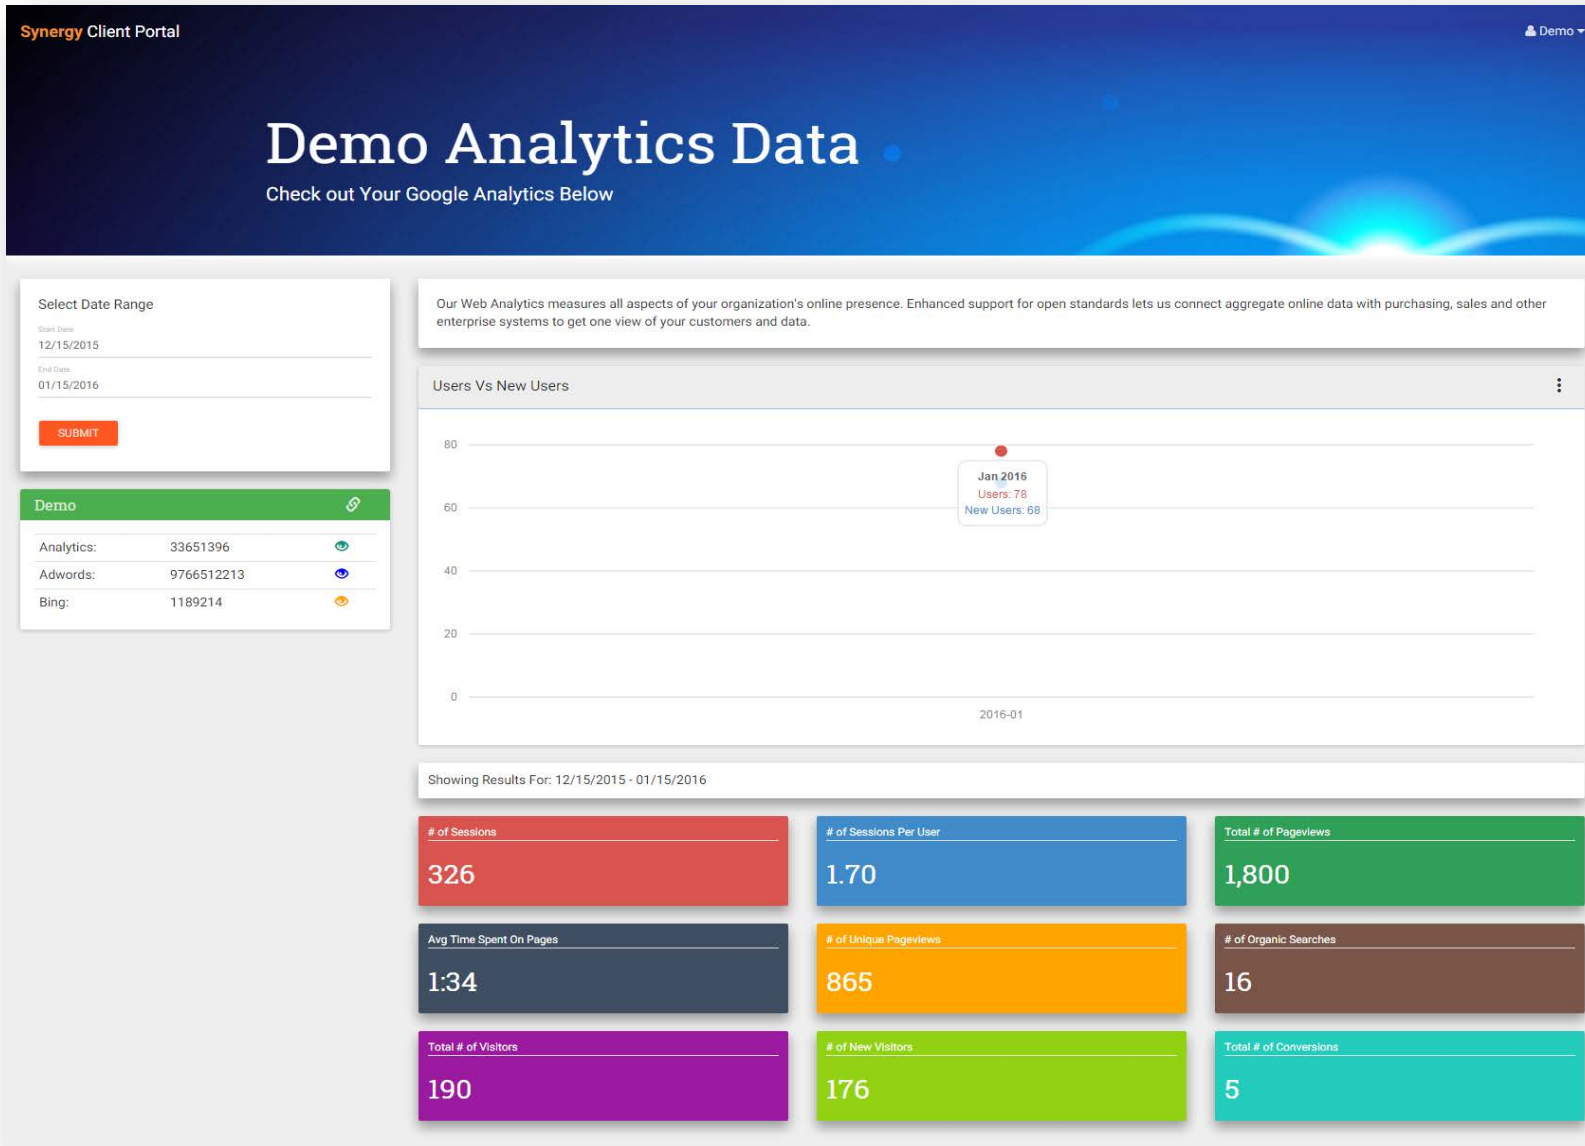 Synergy Client Portal
Demo
Demo Analytics Data
Check out Your Google Analytics Below
Select Date Range
Start Date
12/15/2015
End Date
01/15/2016
SUBMIT
Demo
Analytics: 33651396
Adwords: 9766512213
Bing: 1189214
Our Web Analytics measures all aspects of your organization's online presence. Enhanced support for open standards lets us connect aggregate online data with purchasing, sales and other
enterprise systems to get one view of your customers and data.
Users Vs New Users
80
60
40
20
0
Jan 2016
Users: 78
New Users: 68
2016-01
Showing Results For: 12/15/2015 - 01/15/2016
# of Sessions
326
# of Sessions Per User
1.70
Total # of Pageviews
1,800
Avg Time Spent On Pages
1:34
# of Unique Pageviews
865
# of Organic Searches
16
Total # of Visitors
190
# of New Visitors
176
Total # of Conversions
5